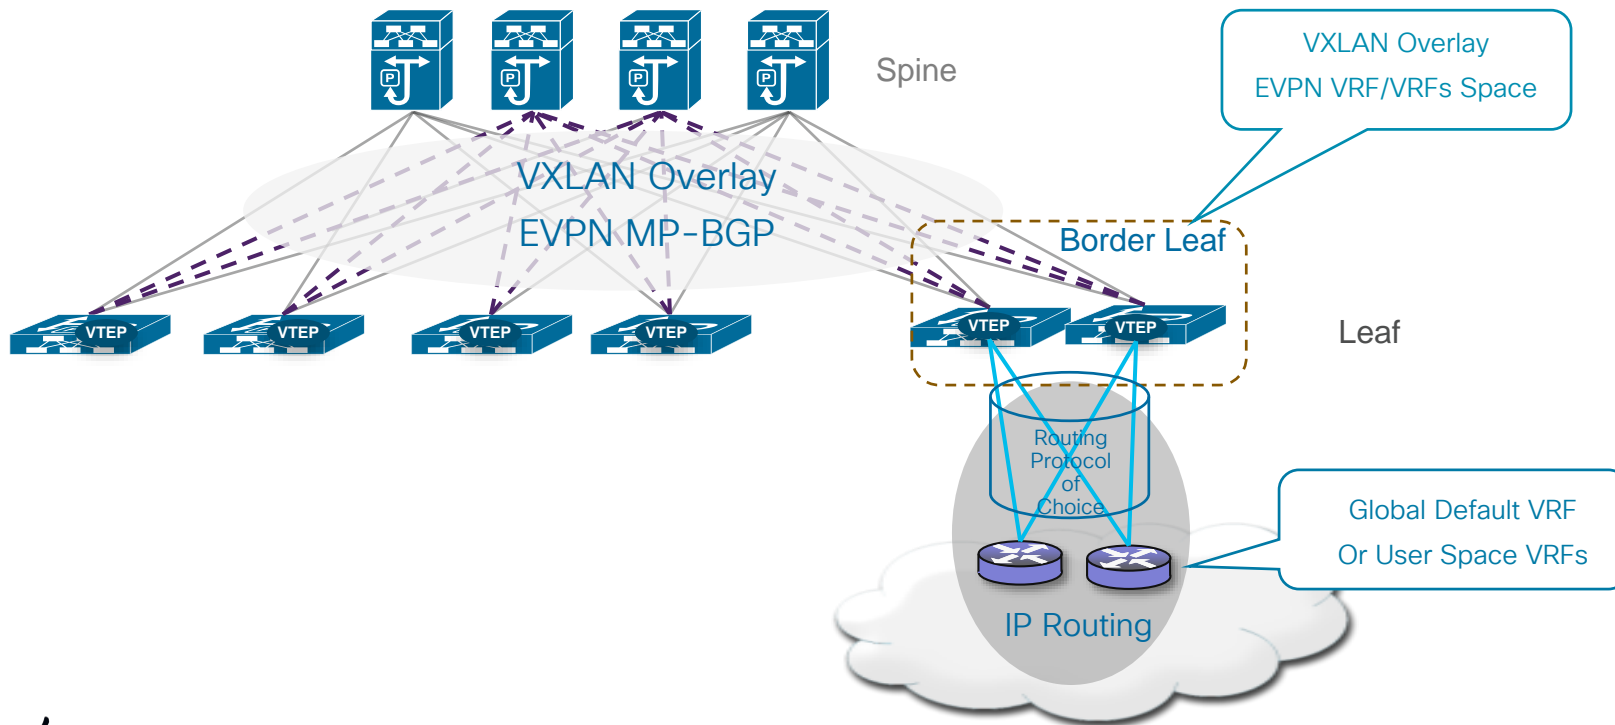 P
P
P
P
Spine
VXLAN Overlay
EVPN VRF/VRFs Space
VXLAN Overlay
EVPN MP-BGP
Border Leaf
VTEP
VTEP
VTEP
VTEP
VTEP
VTEP
Leaf
Routing
Protocol
of
Choice
Global Default VRF
Or User Space VRFs
IP Routing